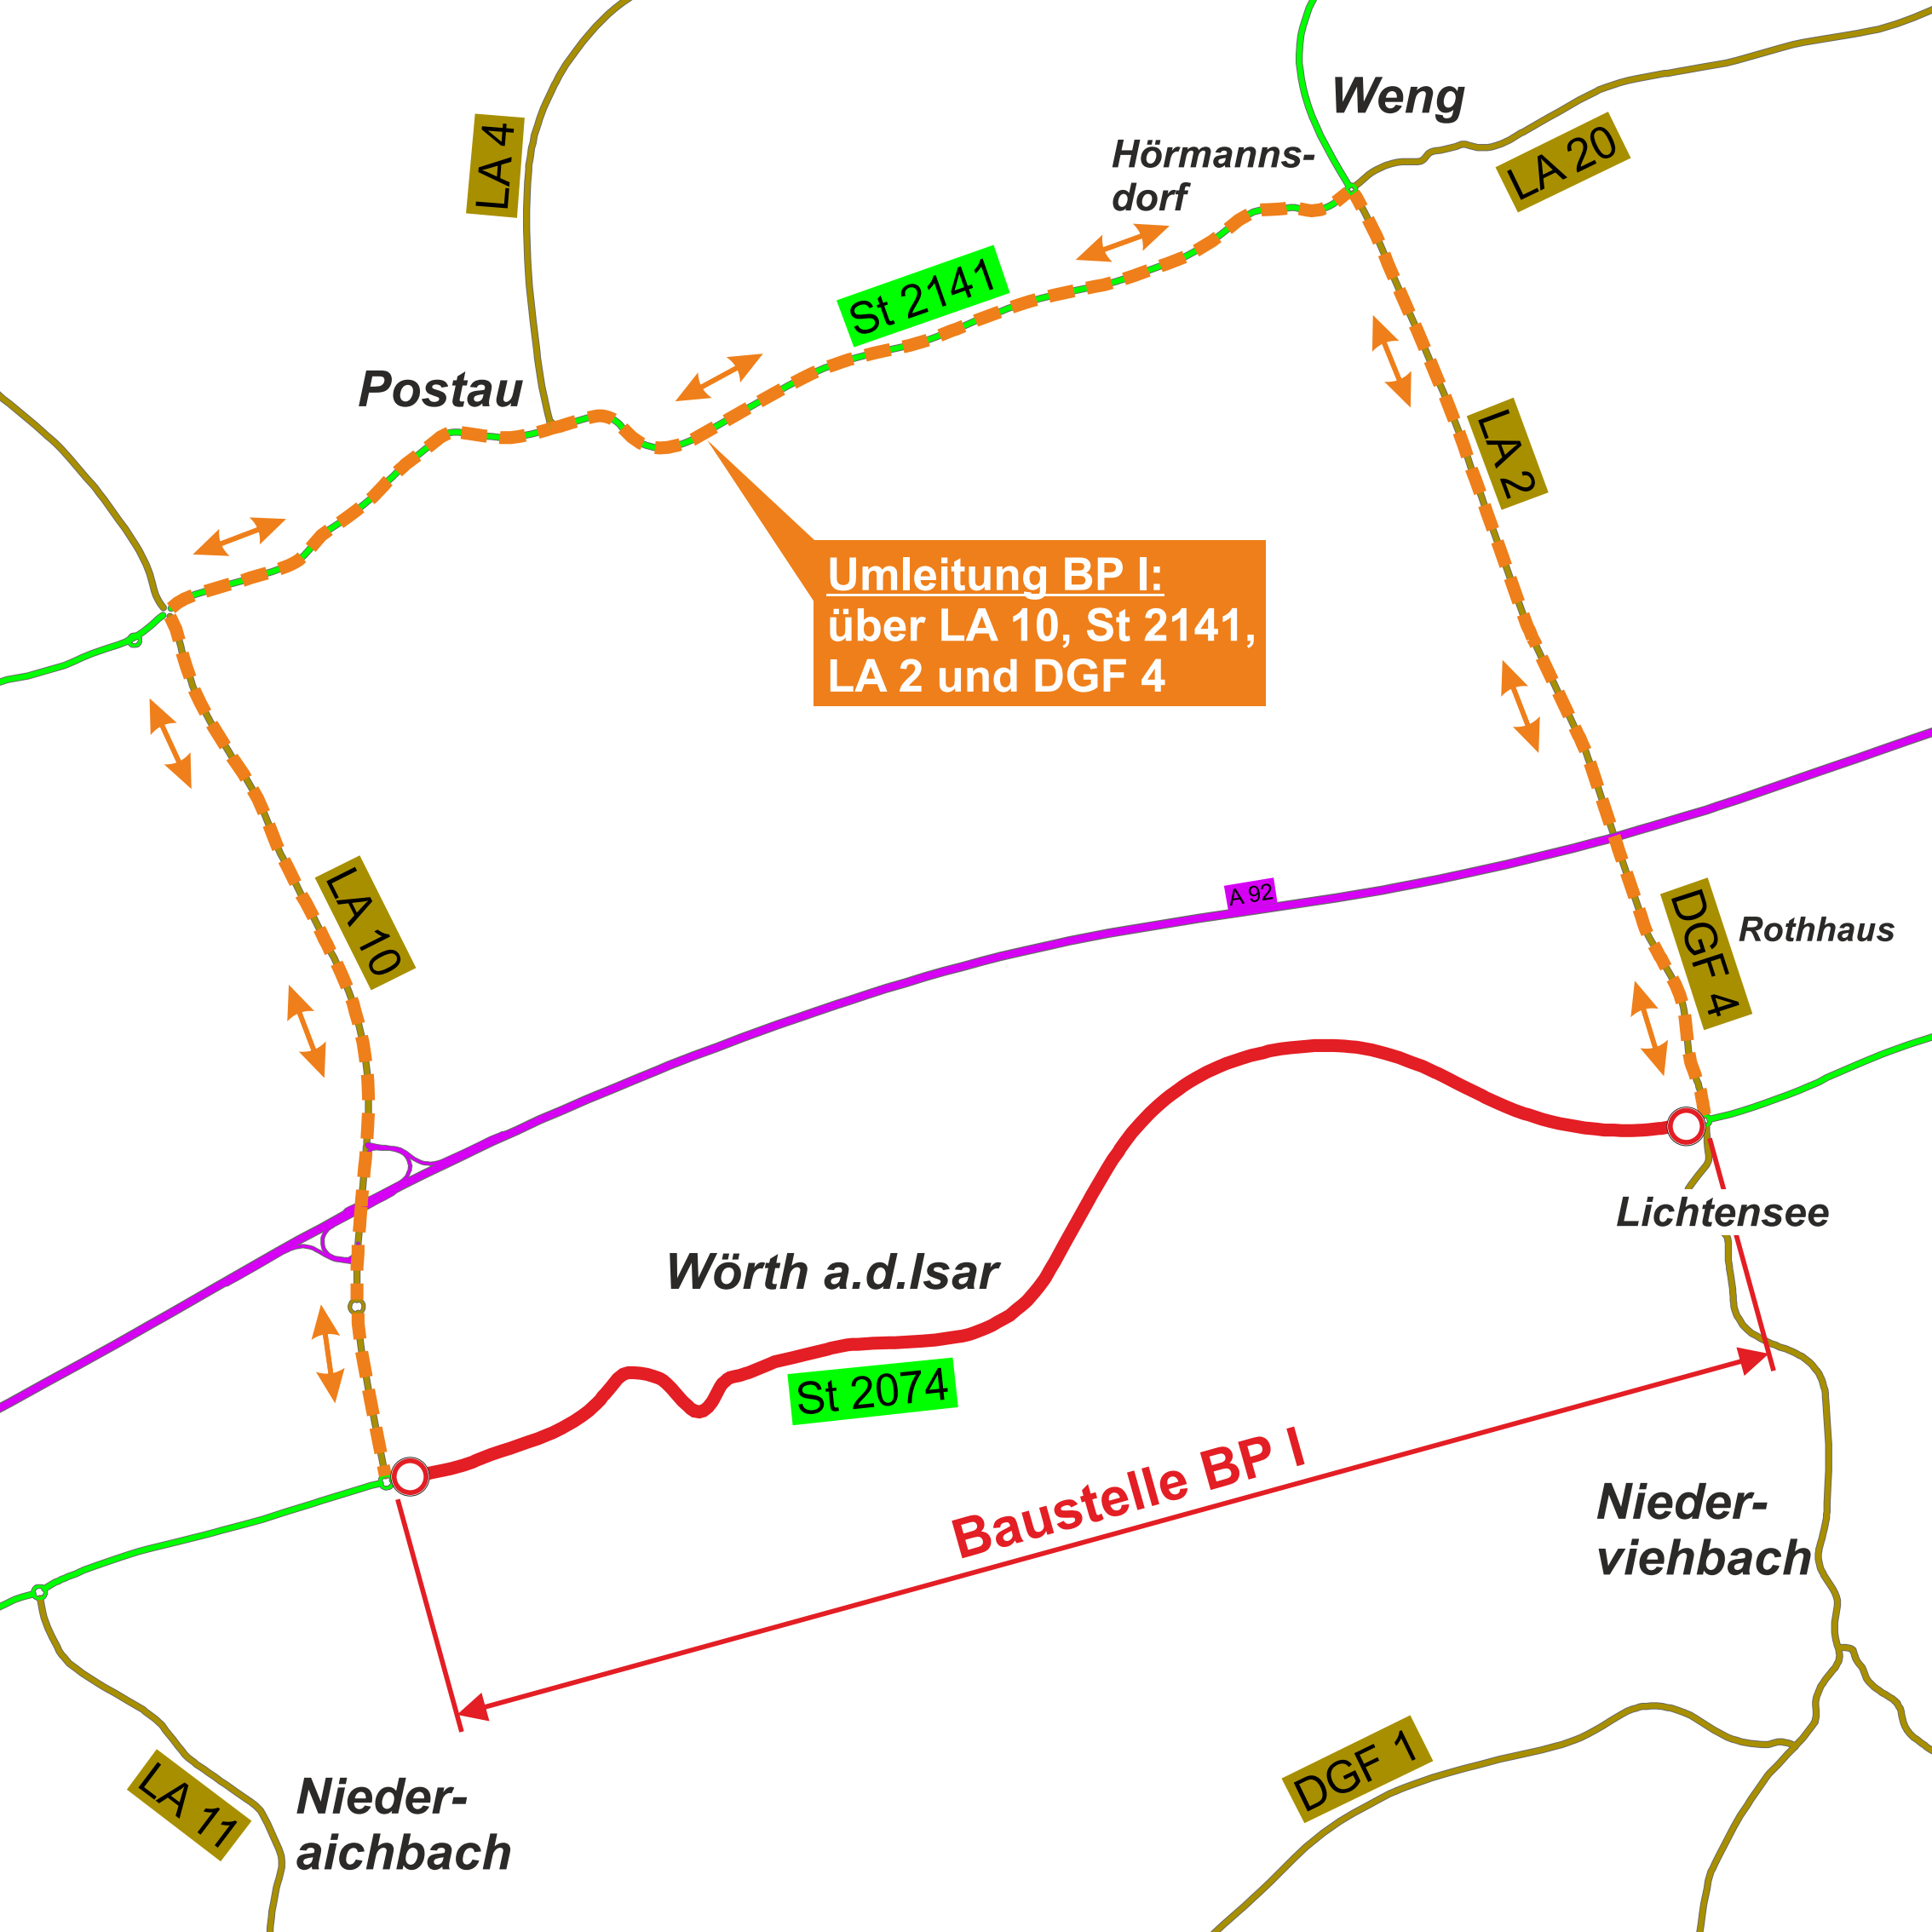 Weng
LA 20
LA 4
Hörmanns-
dorf
St 2141
Postau
LA 2
Umleitung BP I:
über LA 10, St 2141,
LA 2 und DGF 4
LA 10
A 92
DGF 4
Rothhaus
Lichtensee
Wörth a.d.Isar
St 2074
Baustelle BP I
Nieder-
viehbach
DGF 1
LA 11
Nieder-
aichbach